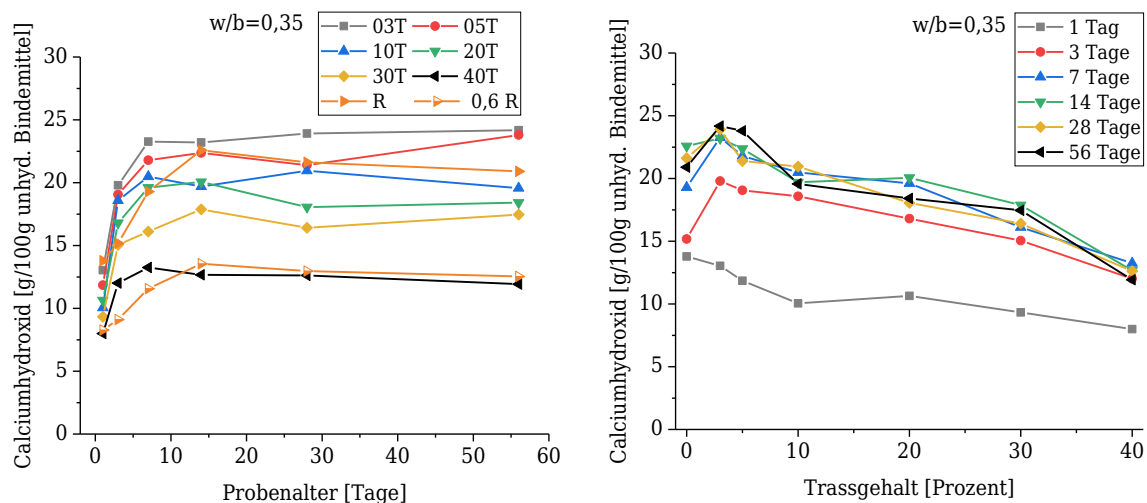 w/b=0,35
03T 05T
10T 20T
30T 40T
R 0,6 R
Calciumhydroxid [g/100g unhyd. Bindemittel]
30
25
20
15
10
5
0
0 10 20 30 40 50 60
Probenalter [Tage]
w/b=0,35
1 Tag
3 Tage
7 Tage
14 Tage
28 Tage
56 Tage
Calciumhydroxid [g/100g unhyd. Bindemittel]
30
25
20
15
10
5
0
0 10 20 30 40
Trassgehalt [Prozent]